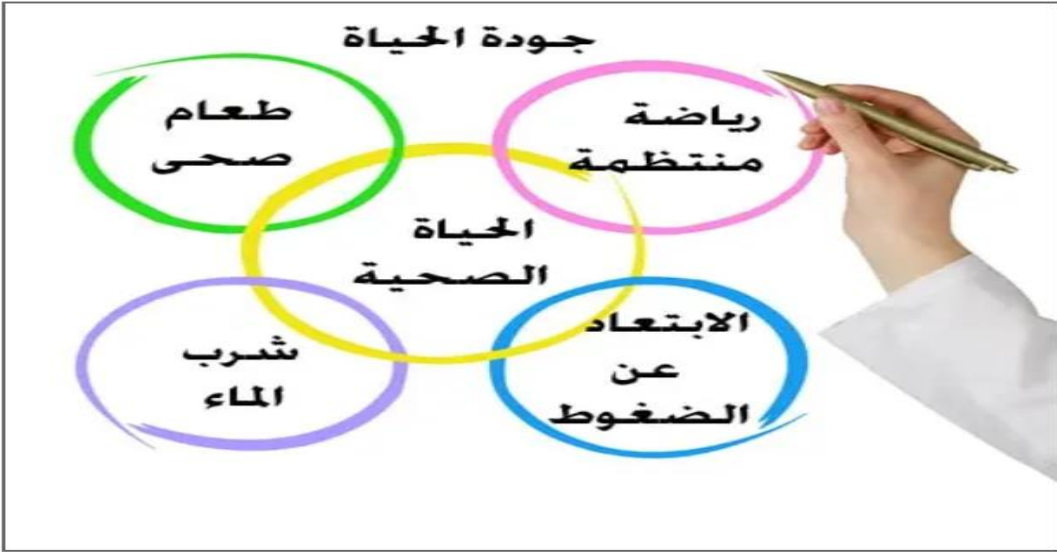 جودة الحياة
رياضة
منتظمة
طعام
صحى
الحياة
الصحية
الابتعاد
عن
الضغوط
شرب
الماء